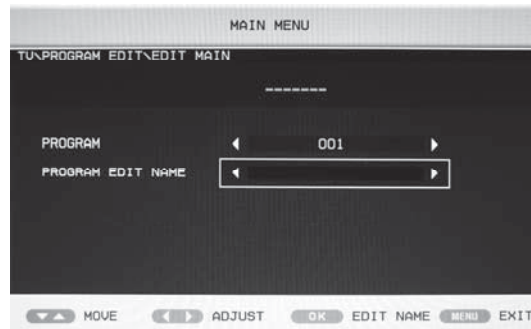 MAIN MENU
TV\PROGRAM EDIT\EDIT MAIN
-------
PROGRAM 001
PROGRAM EDIT NAME
MOVE ADJUST OK EDIT NAME MENU EXIT